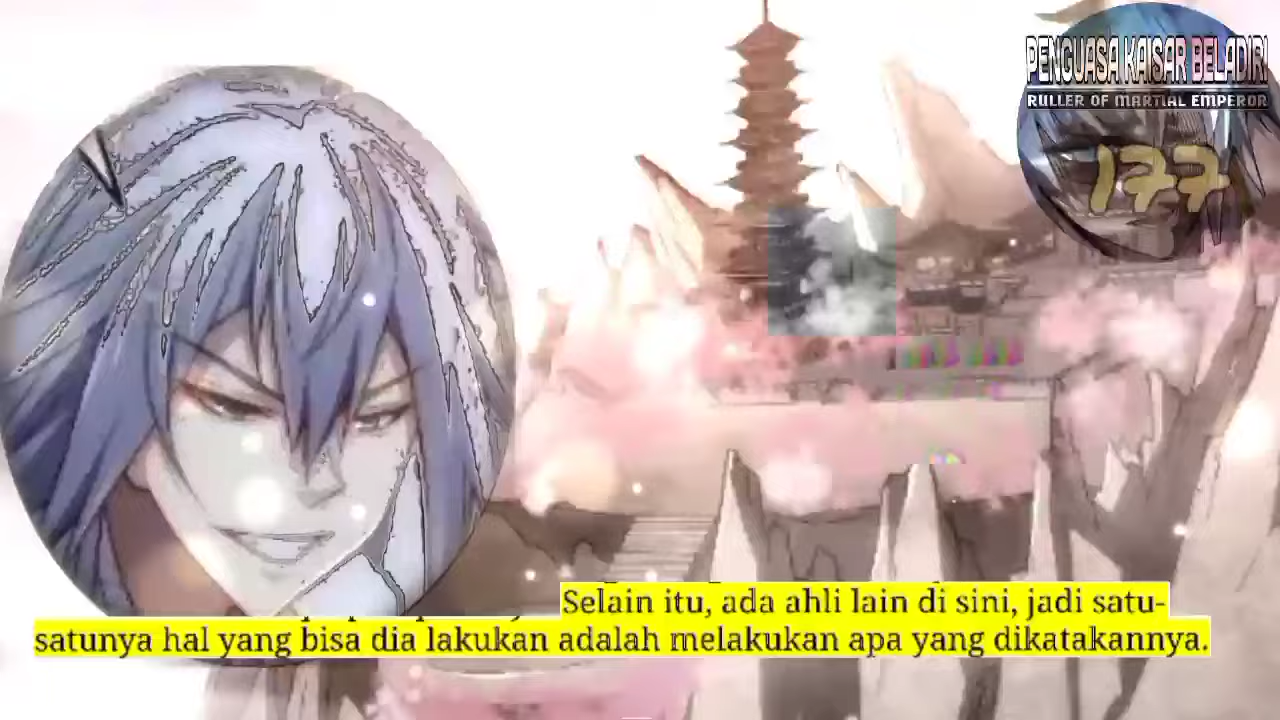 PENGUASA KAISAR BELADIRI
RULLER OF MARTIAL EMPEROR
177
Selain itu, ada ahli lain di sini, jadi satu-
satunya hal yang bisa dia lakukan adalah melakukan apa yang dikatakannya.